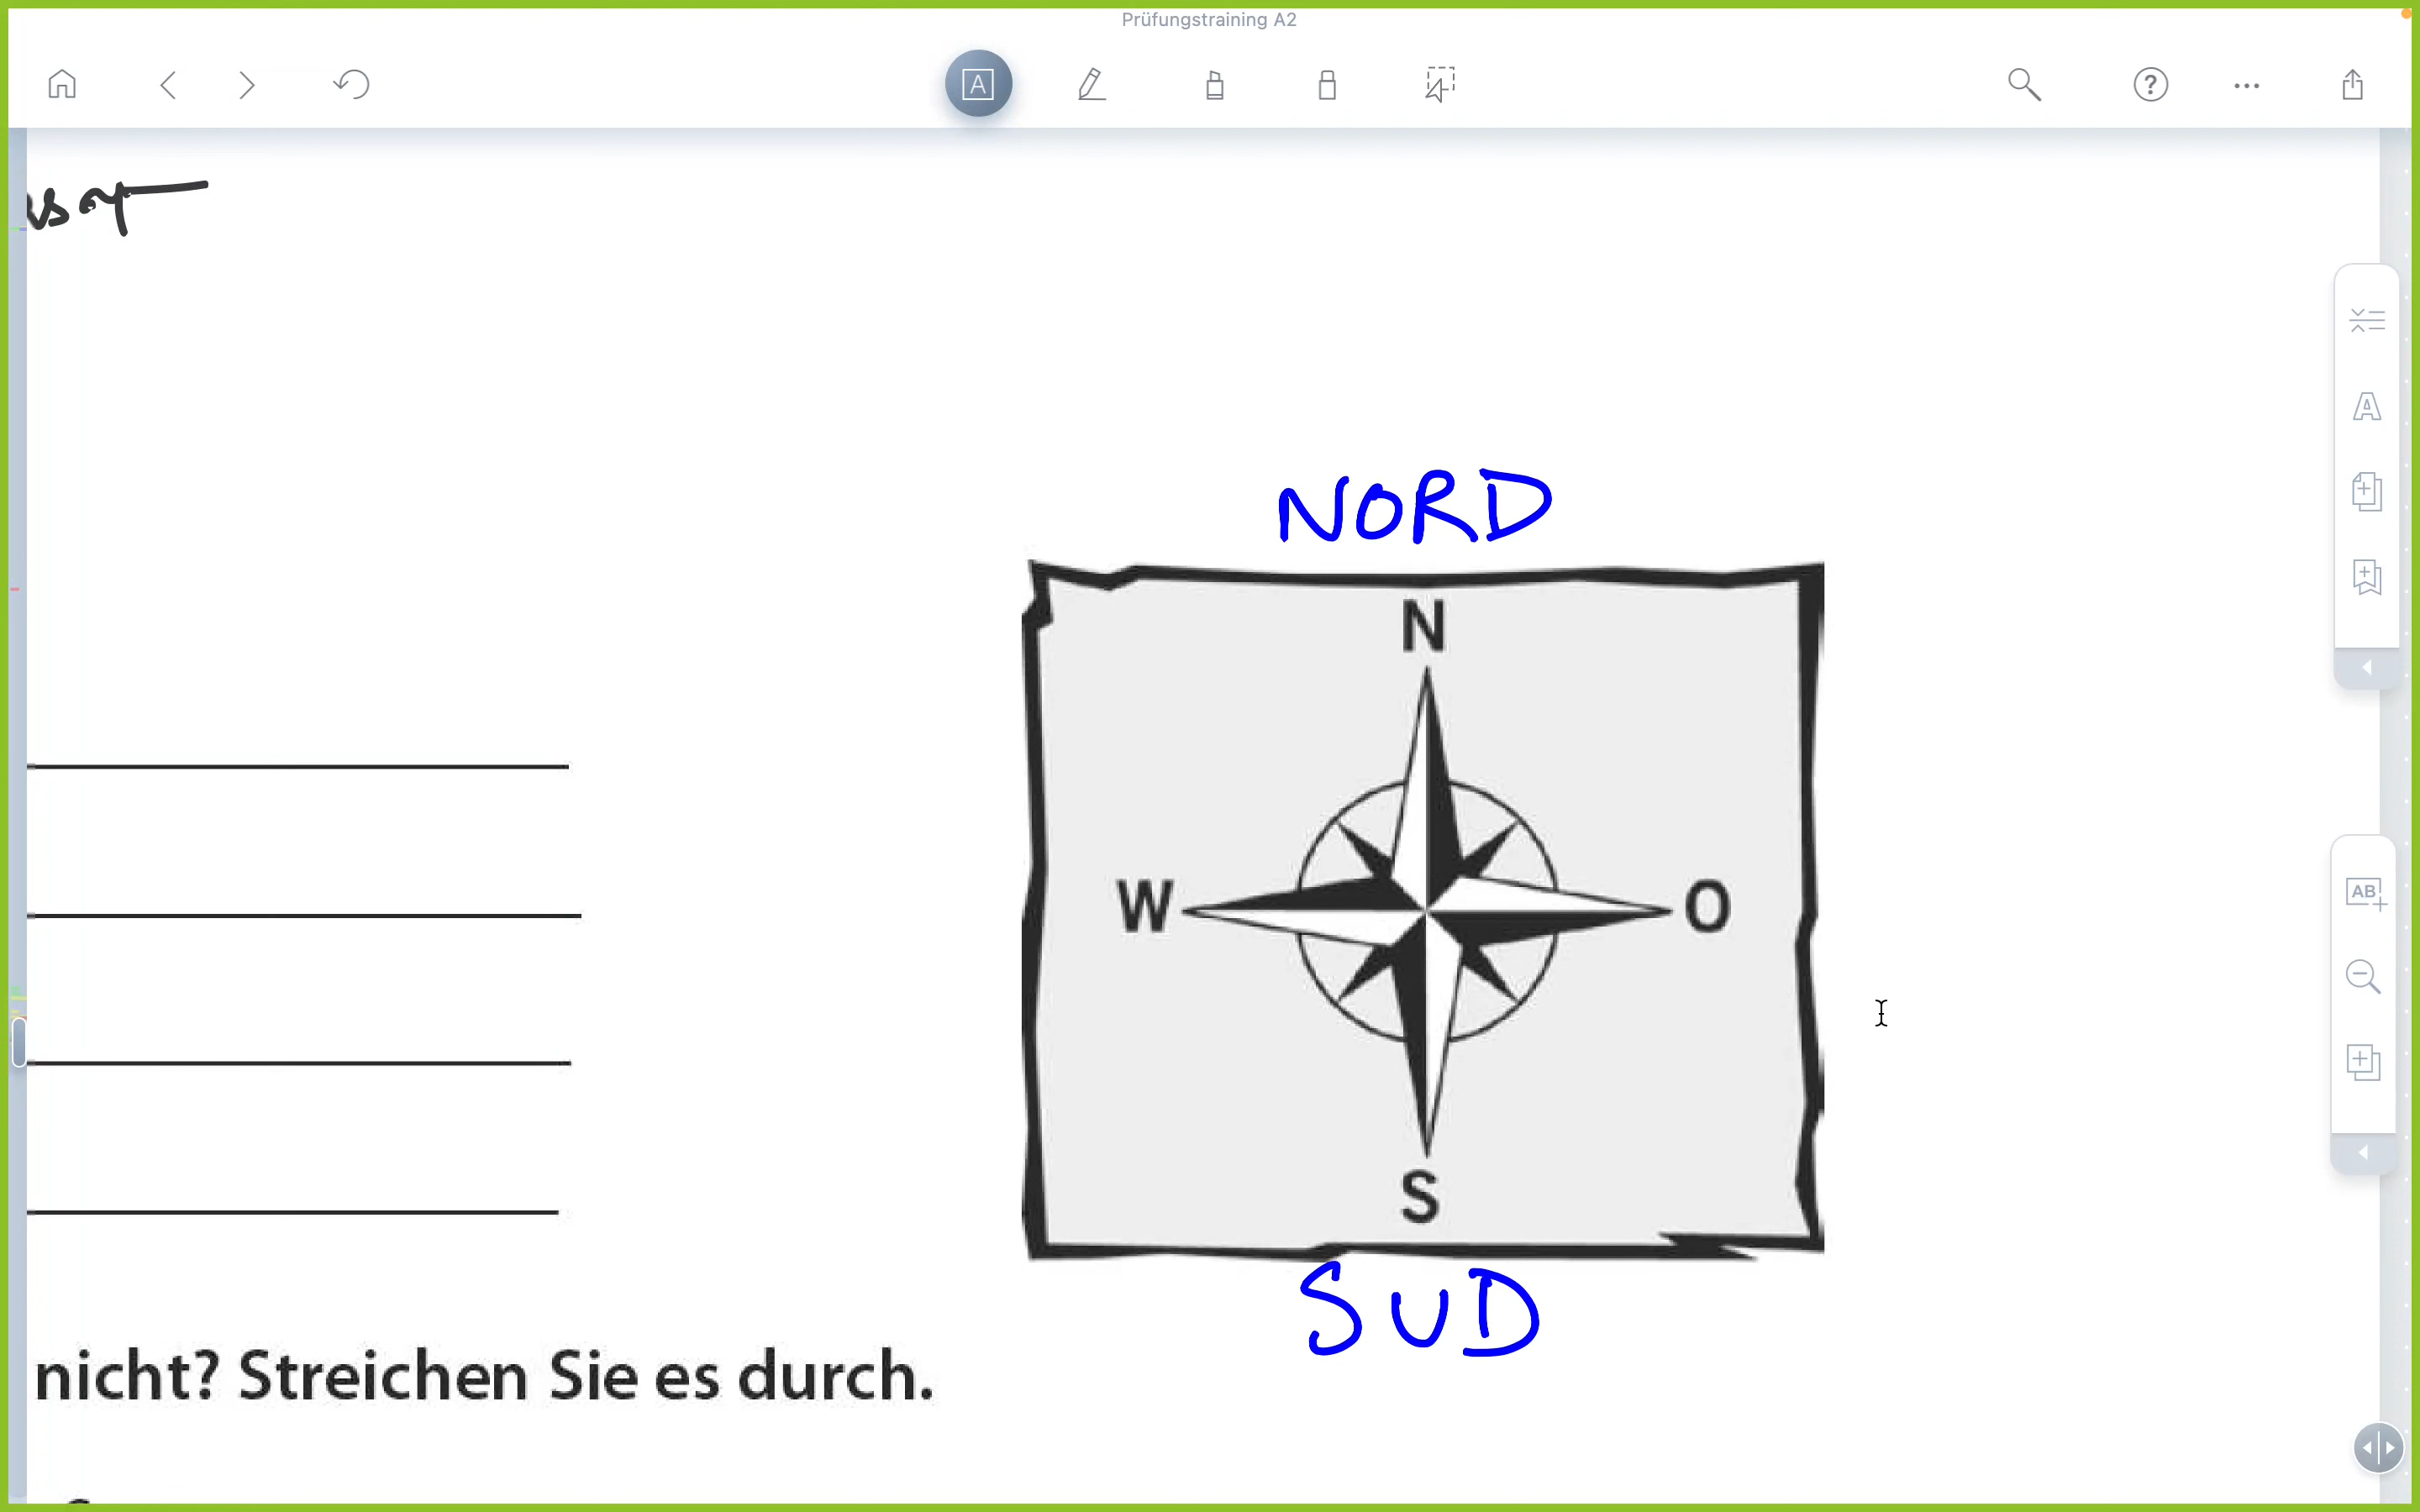 Prüfungstraining A2
A
NORD
N
W
O
S
SUD
nicht? Streichen Sie es durch.